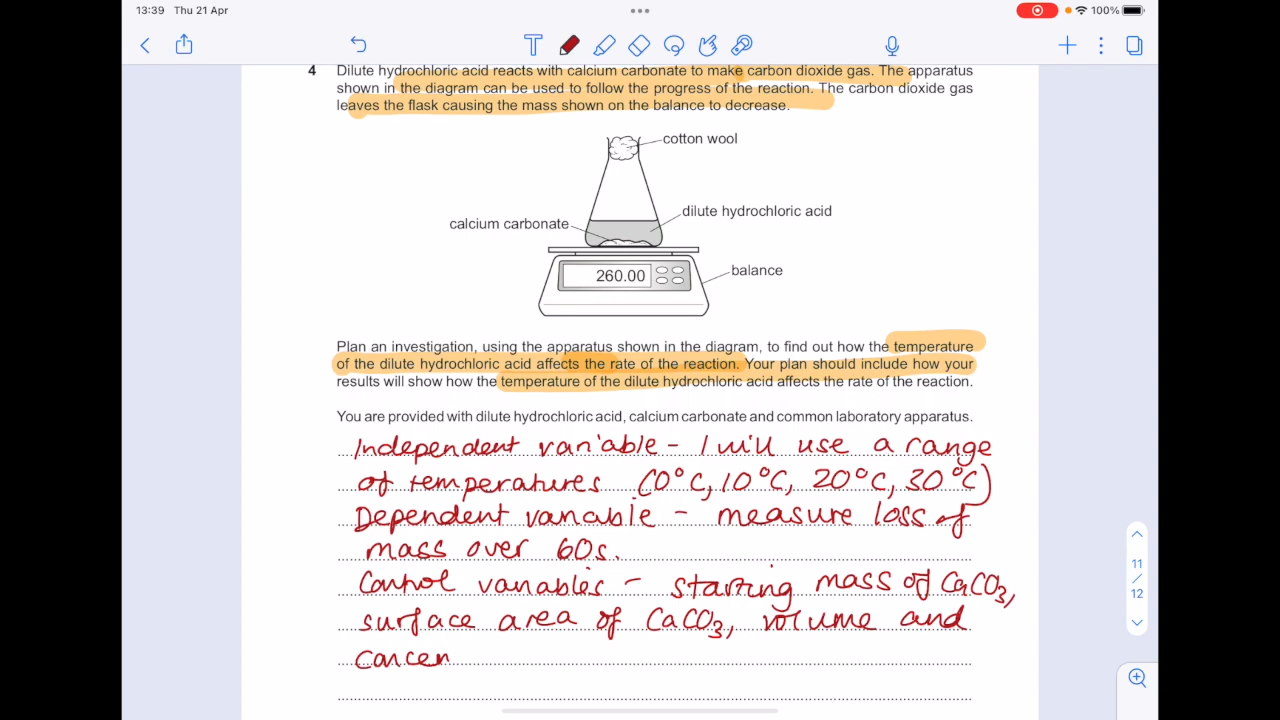 13:39 Thu 21 Apr
100%
4 Dilute hydrochloric acid reacts with calcium carbonate to make carbon dioxide gas. The apparatus
shown in the diagram can be used to follow the progress of the reaction. The carbon dioxide gas
leaves the flask causing the mass shown on the balance to decrease.
cotton wool
dilute hydrochloric acid
calcium carbonate
balance
260.00
Plan an investigation, using the apparatus shown in the diagram, to find out how the temperature
of the dilute hydrochloric acid affects the rate of the reaction. Your plan should include how your
results will show how the temperature of the dilute hydrochloric acid affects the rate of the reaction.
You are provided with dilute hydrochloric acid, calcium carbonate and common laboratory apparatus.
Independent variable - I will use a range
of temperatures (0°C, 10°C, 20°C, 30°C)
Dependent variable - measure loss of
mass over 60s.
Control variables - starting mass of CaCO3,
surface area of CaCO3, volume and
concen
11
/
12